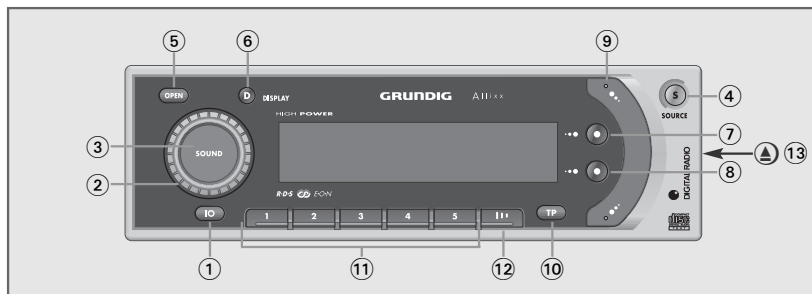 5 6 9
OPEN D DISPLAY GRUNDIG Allixx S 4
SOURCE
HIGH POWER
3 SOUND 7
DIGITAL RADIO 13
2 8
R·D·S E·O·N
IO 1 2 3 4 5 TP
1 11 12 10